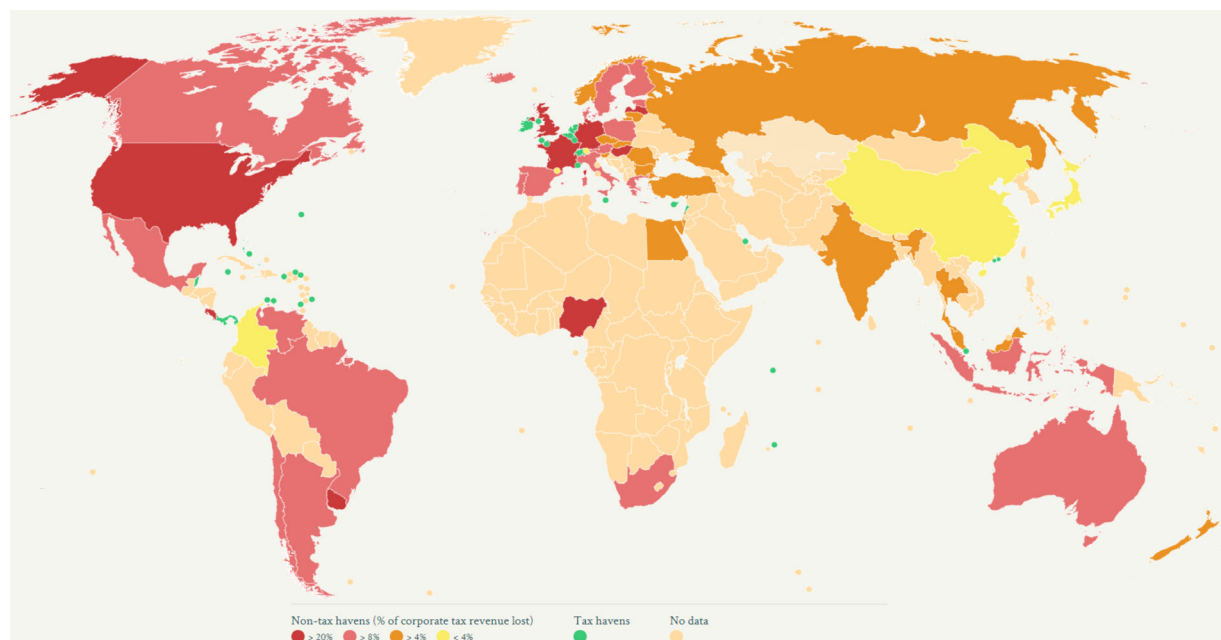 Non-tax havens (% of corporate tax revenue lost)
Tax havens
No data
> 20%
> 8%
> 4%
< 4%